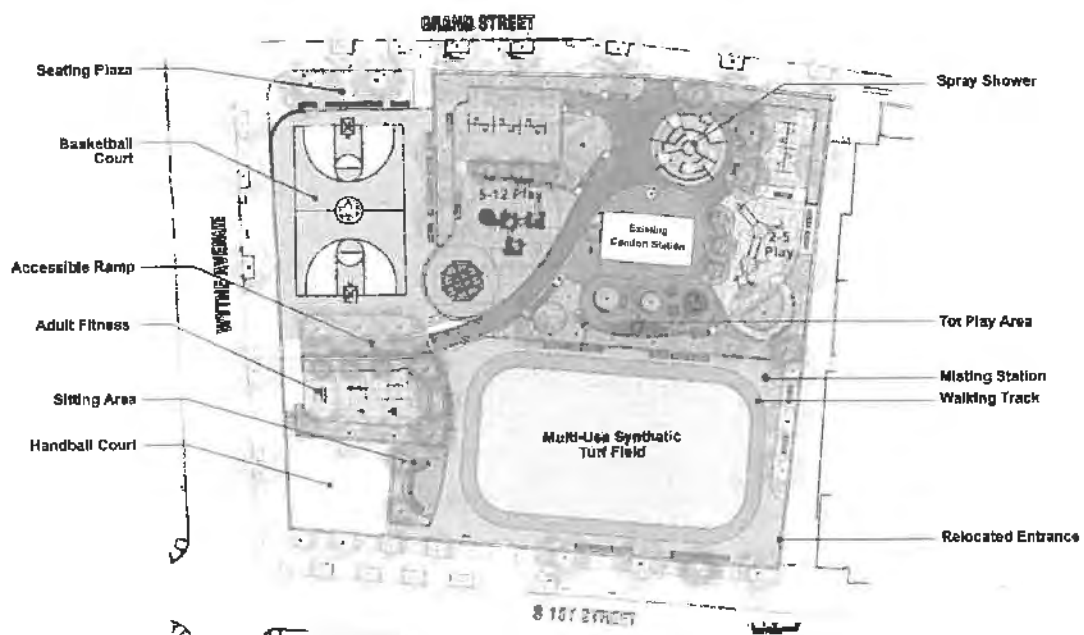 GRAND STREET
Seating Plaza
Spray Shower
Basketball
Court
5-12 Play
Existing
Comfort Station
2-5
Play
WYTHE AVENUE
Accessible Ramp
Adult Fitness
Tot Play Area
Sitting Area
Misting Station
Walking Track
Handball Court
Multi-Use Synthetic
Turf Field
Relocated Entrance
S 1ST STREET